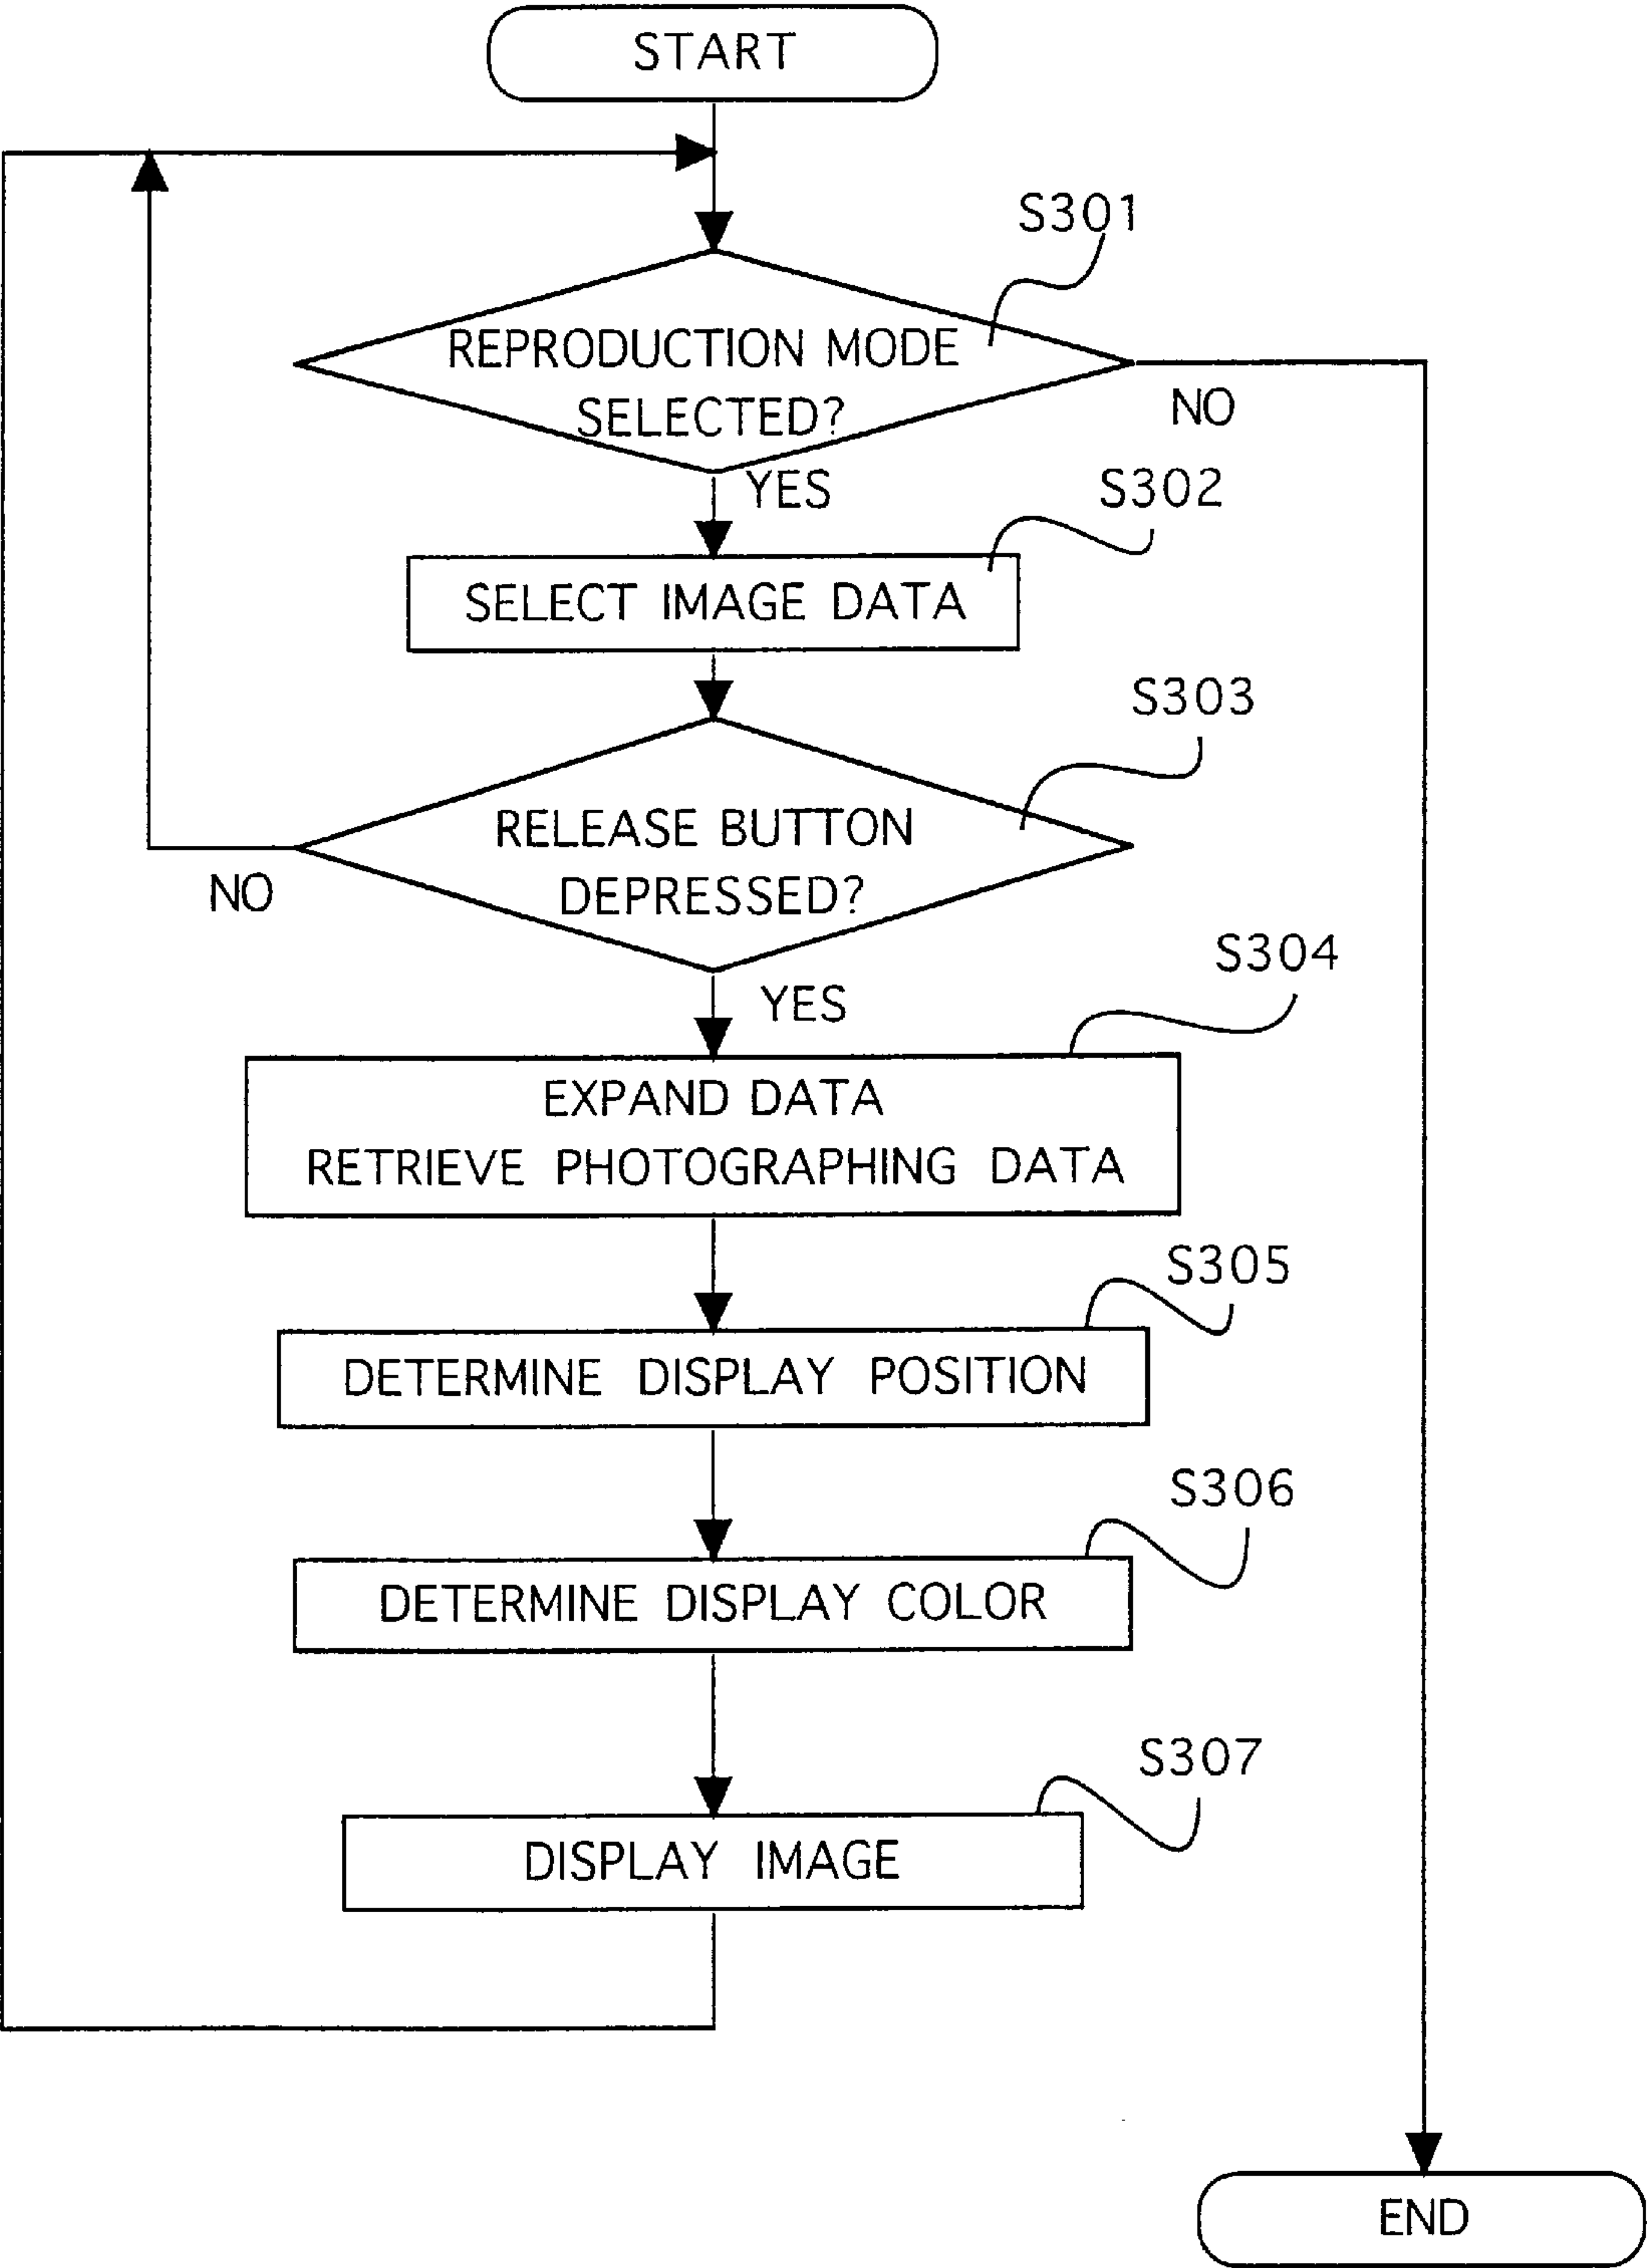 START
S301
REPRODUCTION MODE
SELECTED?
NO
YES
S302
SELECT IMAGE DATA
S303
RELEASE BUTTON
DEPRESSED?
NO
YES
S304
EXPAND DATA
RETRIEVE PHOTOGRAPHING DATA
S305
DETERMINE DISPLAY POSITION
S306
DETERMINE DISPLAY COLOR
S307
DISPLAY IMAGE
END